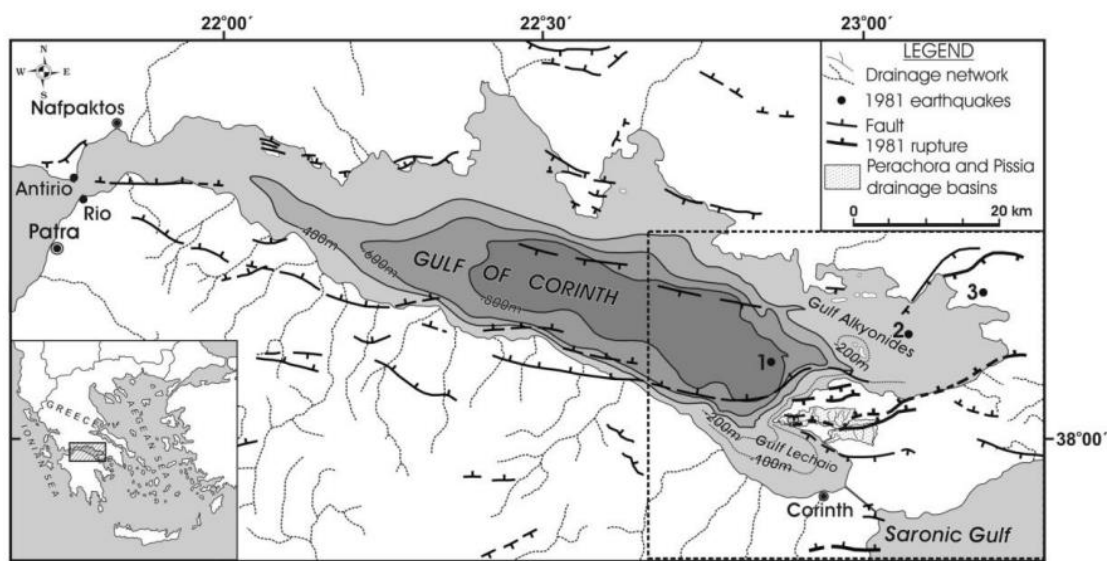 22°00´
22°30´
23°00´
N
W
E
S
LEGEND
Drainage network
1981 earthquakes
Fault
1981 rupture
Perachora and Pissia
drainage basins
0 20 km
Nafpaktos
Antirio
Rio
Patra
-400m
-600m
-800m
GULF OF CORINTH
Gulf Alkyonides
-200m
1
2
3
-200m
Gulf Lechaio
-100m
38°00´
Corinth
Saronic Gulf
GREECE
AEGEAN SEA
IONIAN SEA